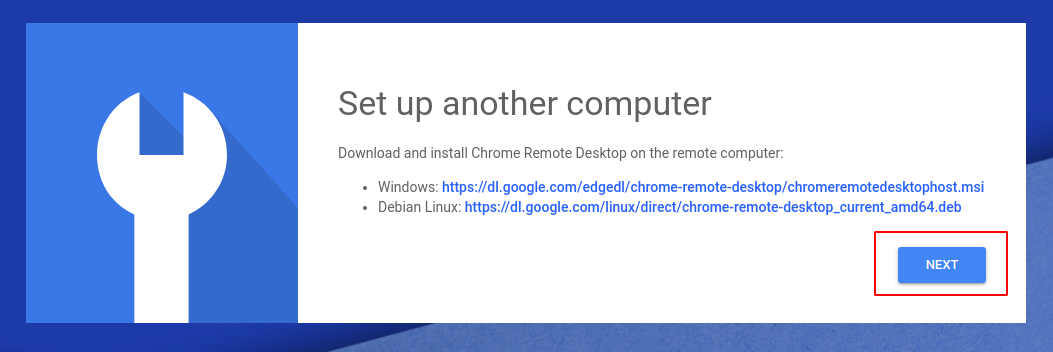 Set up another computer
Download and install Chrome Remote Desktop on the remote computer:
• Windows: https://dl.google.com/edgedl/chrome-remote-desktop/chromeremotedesktophost.msi
• Debian Linux: https://dl.google.com/linux/direct/chrome-remote-desktop_current_amd64.deb
NEXT